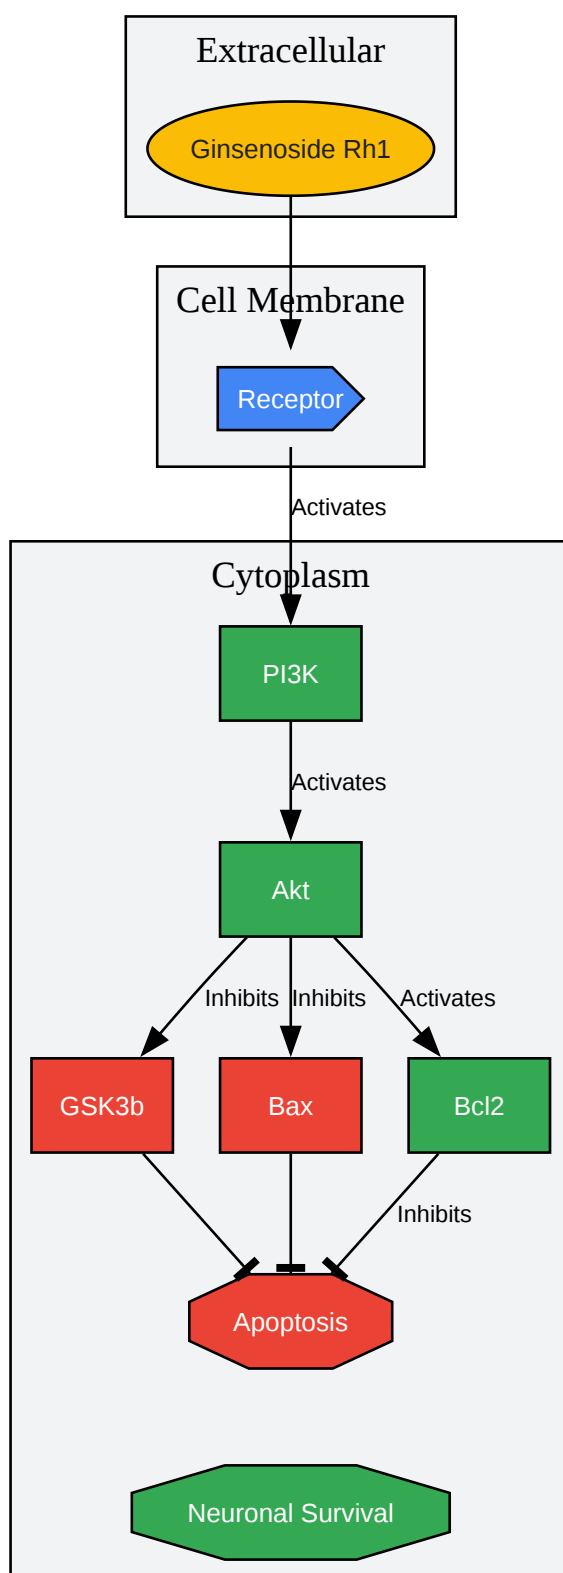 Extracellular
Ginsenoside Rh1
Cell Membrane
Receptor
Activates
Cytoplasm
PI3K
Activates
Akt
Inhibits
Inhibits
Activates
GSK3b
Bax
Bcl2
Inhibits
Apoptosis
Neuronal Survival